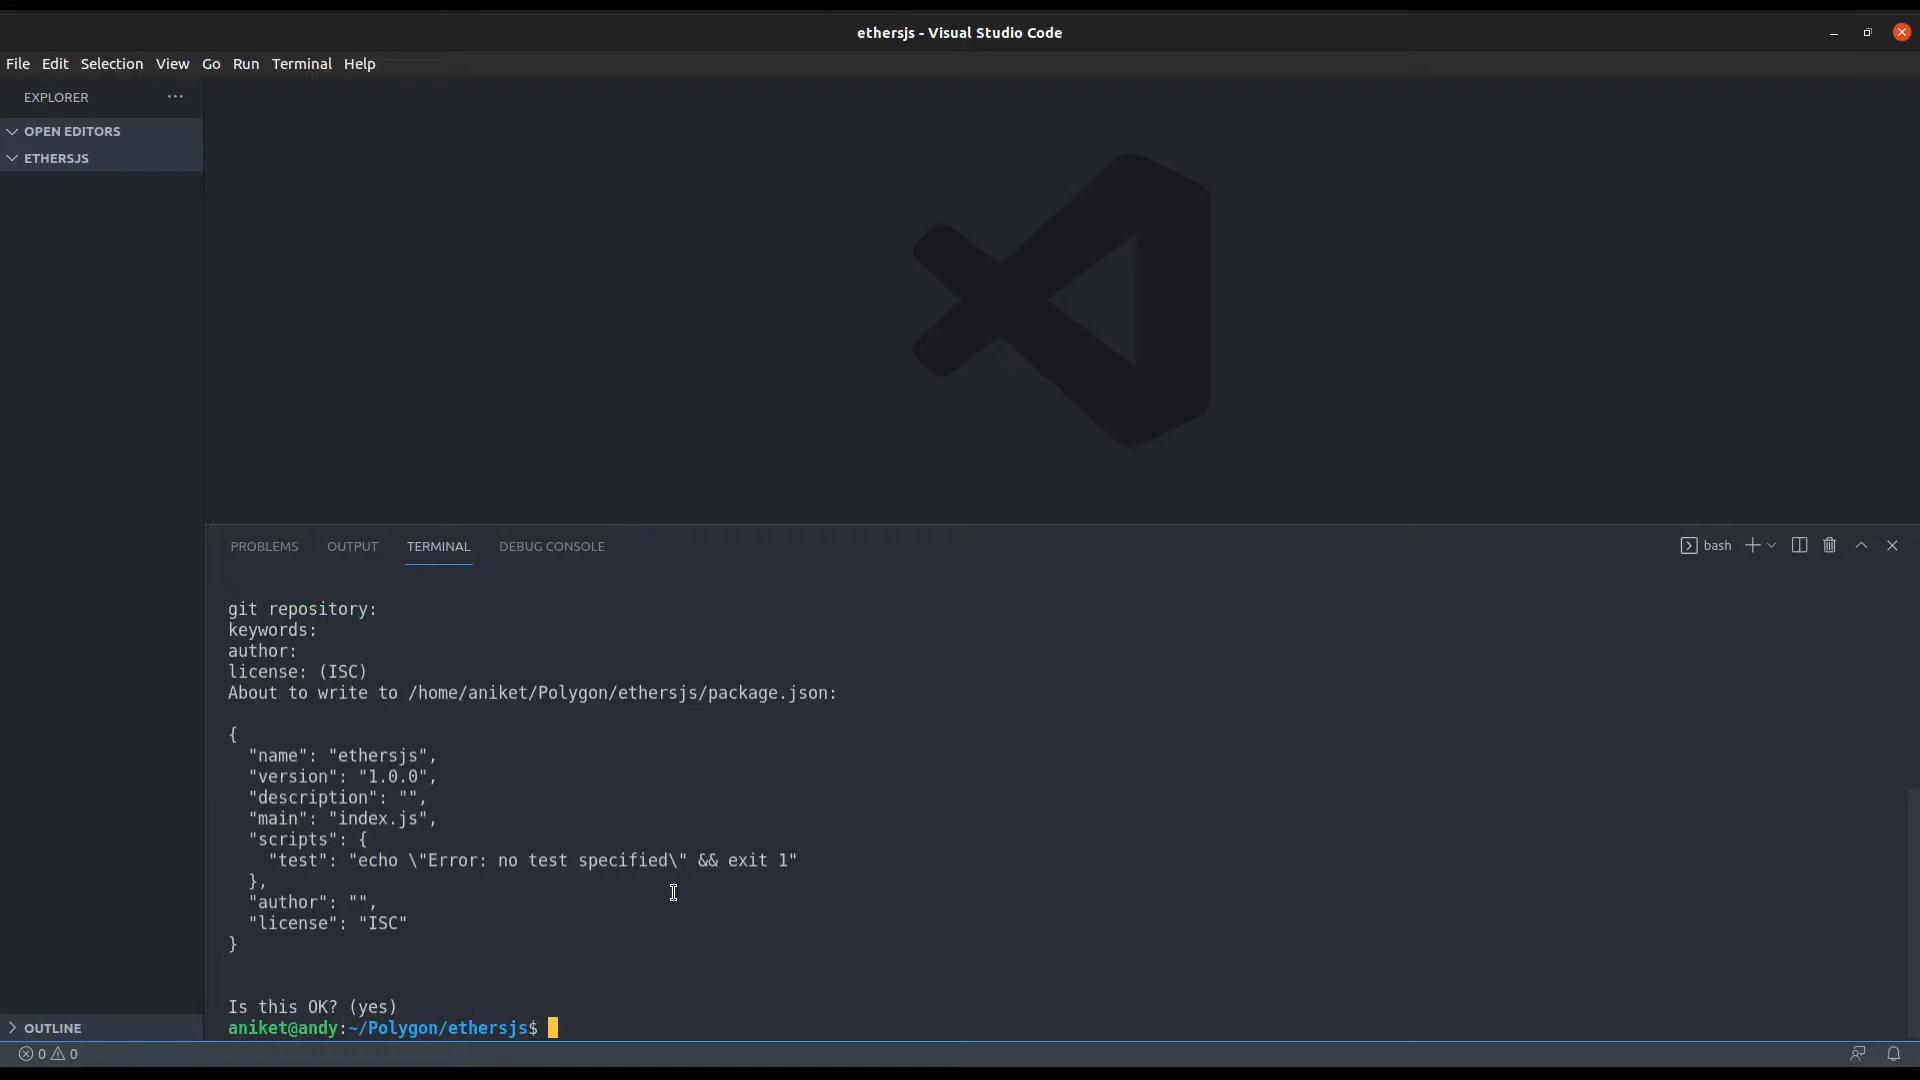 ethersjs - Visual Studio Code
File Edit Selection View Go Run Terminal Help
EXPLORER
OPEN EDITORS
ETHERSJS
PROBLEMS OUTPUT TERMINAL DEBUG CONSOLE
bash
git repository:
keywords:
author:
license: (ISC)
About to write to /home/aniket/Polygon/ethersjs/package.json:
{
"name": "ethersjs",
"version": "1.0.0",
"description": "",
"main": "index.js",
"scripts": {
"test": "echo \"Error: no test specified\" && exit 1"
},
"author": "",
"license": "ISC"
}
Is this OK? (yes)
aniket@andy:~/Polygon/ethersjs$
OUTLINE
0 0